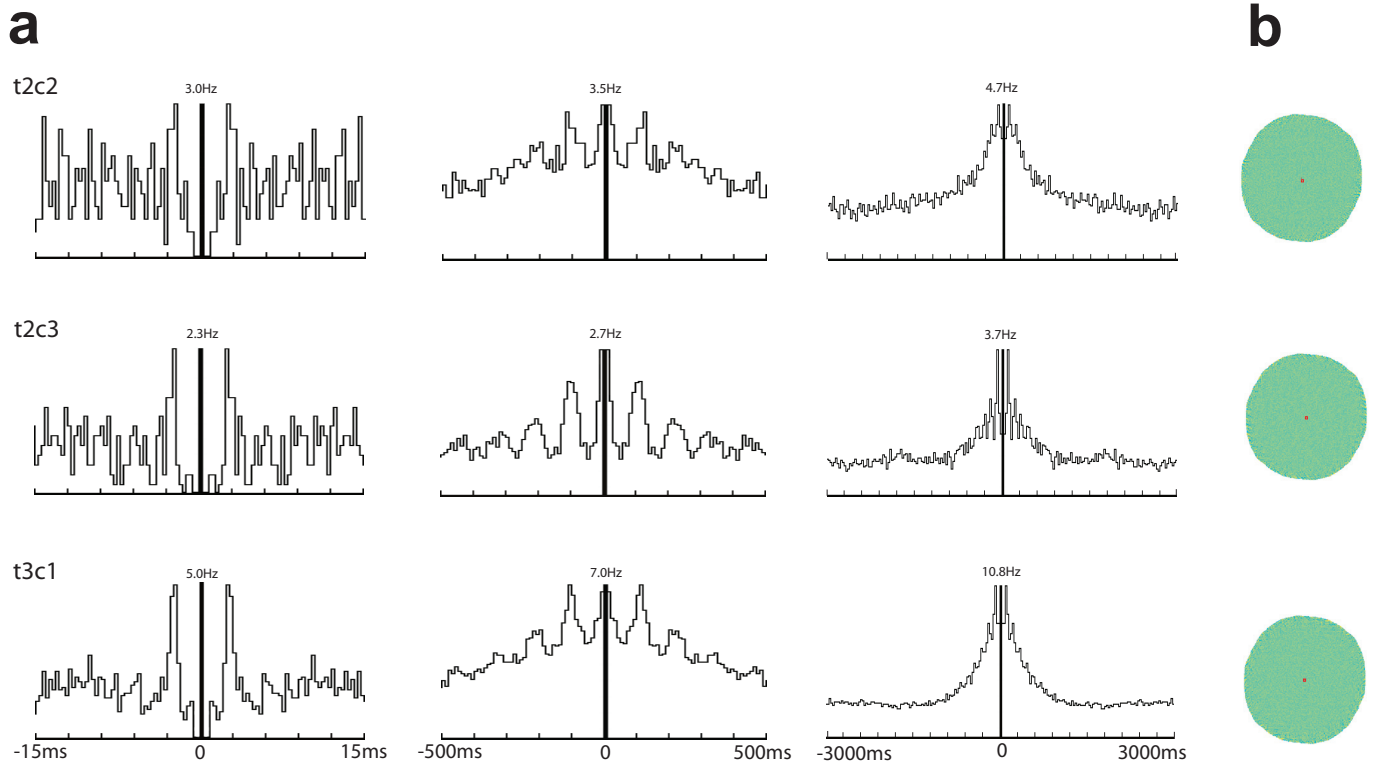 a
b
t2c2
3.0Hz
3.5Hz
4.7Hz
t2c3
2.3Hz
2.7Hz
3.7Hz
t3c1
5.0Hz
7.0Hz
10.8Hz
-15ms 0 15ms
-500ms 0 500ms
-3000ms 0 3000ms